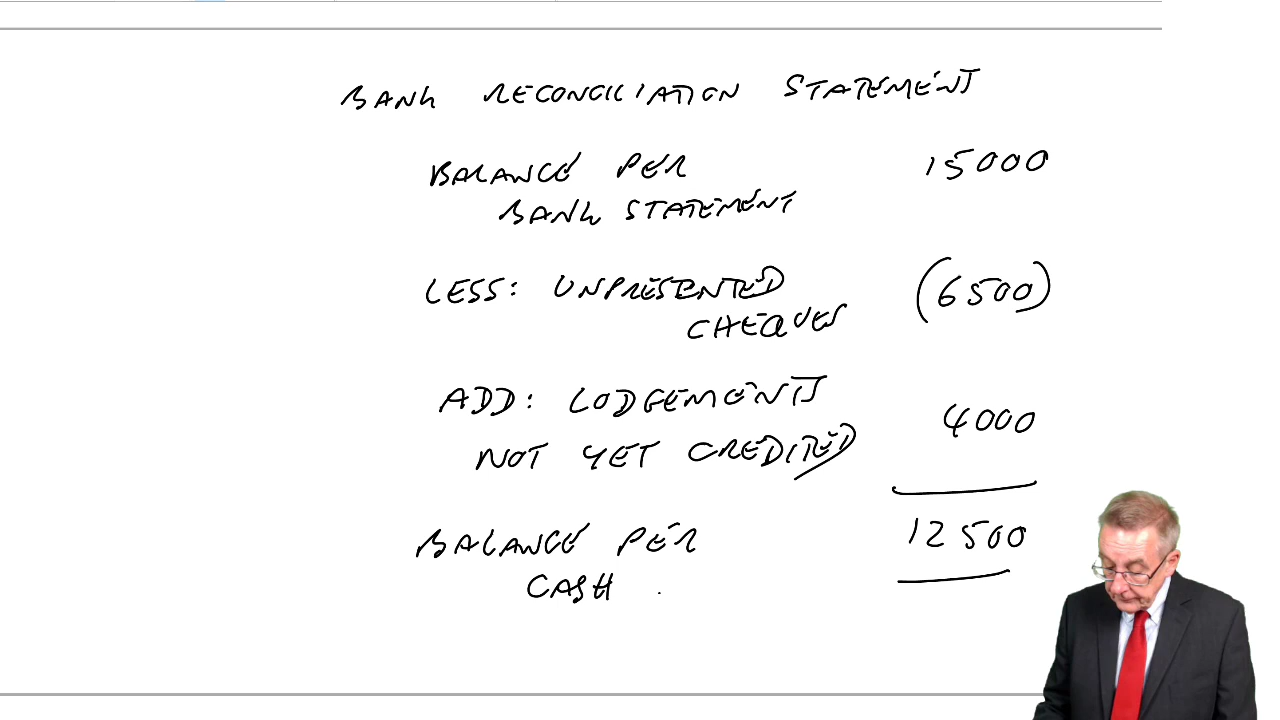 BANK RECONCILIATION STATEMENT
BALANCE PER 15000
BANK STATEMENT
LESS: UNPRESENTED (6500)
CHEQUES
ADD: LODGEMENTS
NOT YET CREDITED 4000
BALANCE PER 12500
CASH